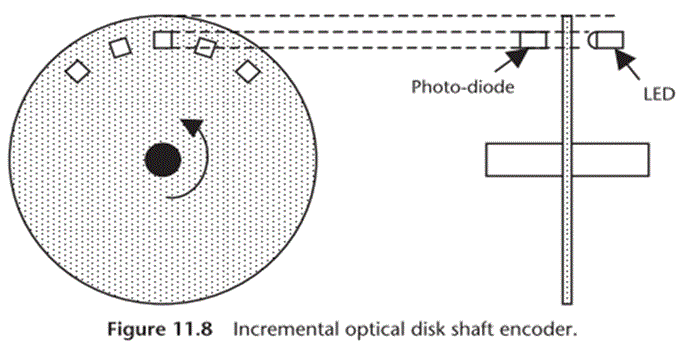 Photo-diode
LED
Figure 11.8 Incremental optical disk shaft encoder.